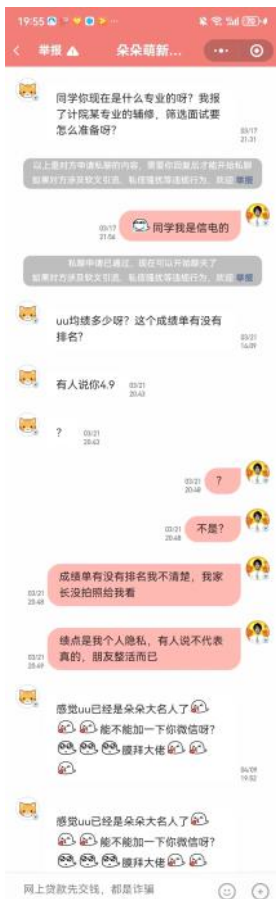 19:55
5G
举报
朵朵萌新...
同学你现在是什么专业的呀？我报
了计院某专业的辅修，筛选面试要
怎么准备呀？
03/17
21:31
以上是对方申请私聊的内容，需要你回复后才能开始私聊
如果对方涉及软文引流、私控骚扰等违规行为，欢迎 举报
03/17
21:56
同学我是信电的
私聊申请已通过，现在可以开始聊天了
如果对方涉及软文引流、私控骚扰等违规行为，欢迎 举报
uu均绩多少呀？这个成绩单有没有
排名？
03/21
14:09
有人说你4.9
03/21
20:43
？
03/21
20:43
03/21
20:48
？
03/21
20:48
不是？
成绩单有没有排名我不清楚，我家
长没拍照给我看
03/21
20:48
绩点是我个人隐私，有人说不代表
真的，朋友整活而已
03/21
20:49
感觉uu已经是朵朵大名人了
能不能加一下你微信呀？
膜拜大佬
04/09
19:52
感觉uu已经是朵朵大名人了
能不能加一下你微信呀？
膜拜大佬
网上贷款先交钱，都是诈骗